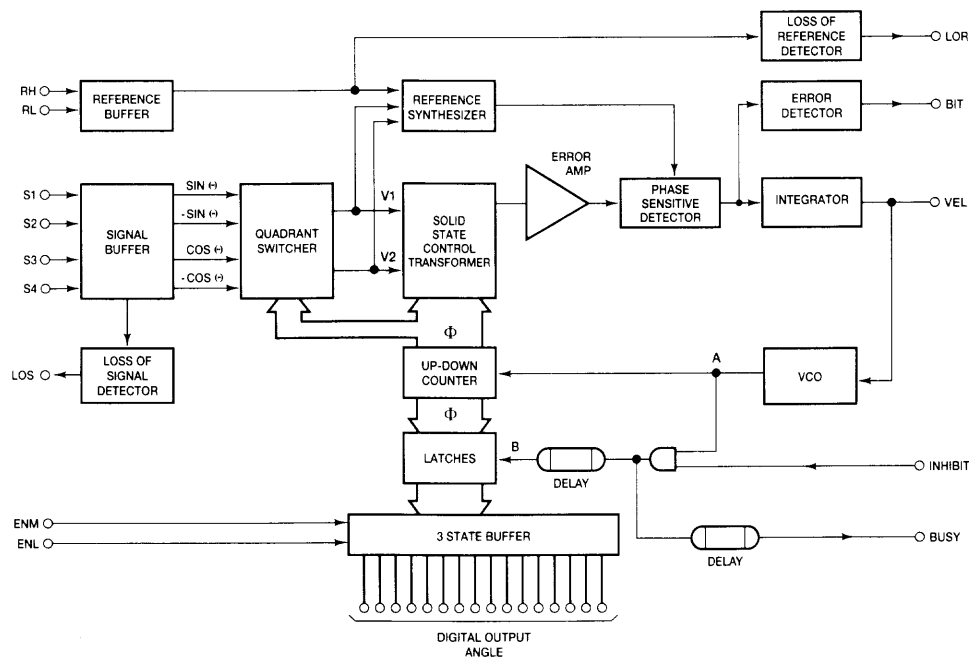 LOSS OF
REFERENCE
DETECTOR
LOR
RH
RL
REFERENCE
BUFFER
REFERENCE
SYNTHESIZER
ERROR
DETECTOR
BIT
ERROR
AMP
S1
S2
S3
S4
SIGNAL
BUFFER
SIN (-)
-SIN (-)
COS (-)
- COS (-)
QUADRANT
SWITCHER
V1
V2
SOLID
STATE
CONTROL
TRANSFORMER
PHASE
SENSITIVE
DETECTOR
INTEGRATOR
VEL
LOS
LOSS OF
SIGNAL
DETECTOR
Φ
UP-DOWN
COUNTER
A
VCO
Φ
LATCHES
B
DELAY
INHIBIT
ENM
ENL
3 STATE BUFFER
DELAY
BUSY
DIGITAL OUTPUT
ANGLE